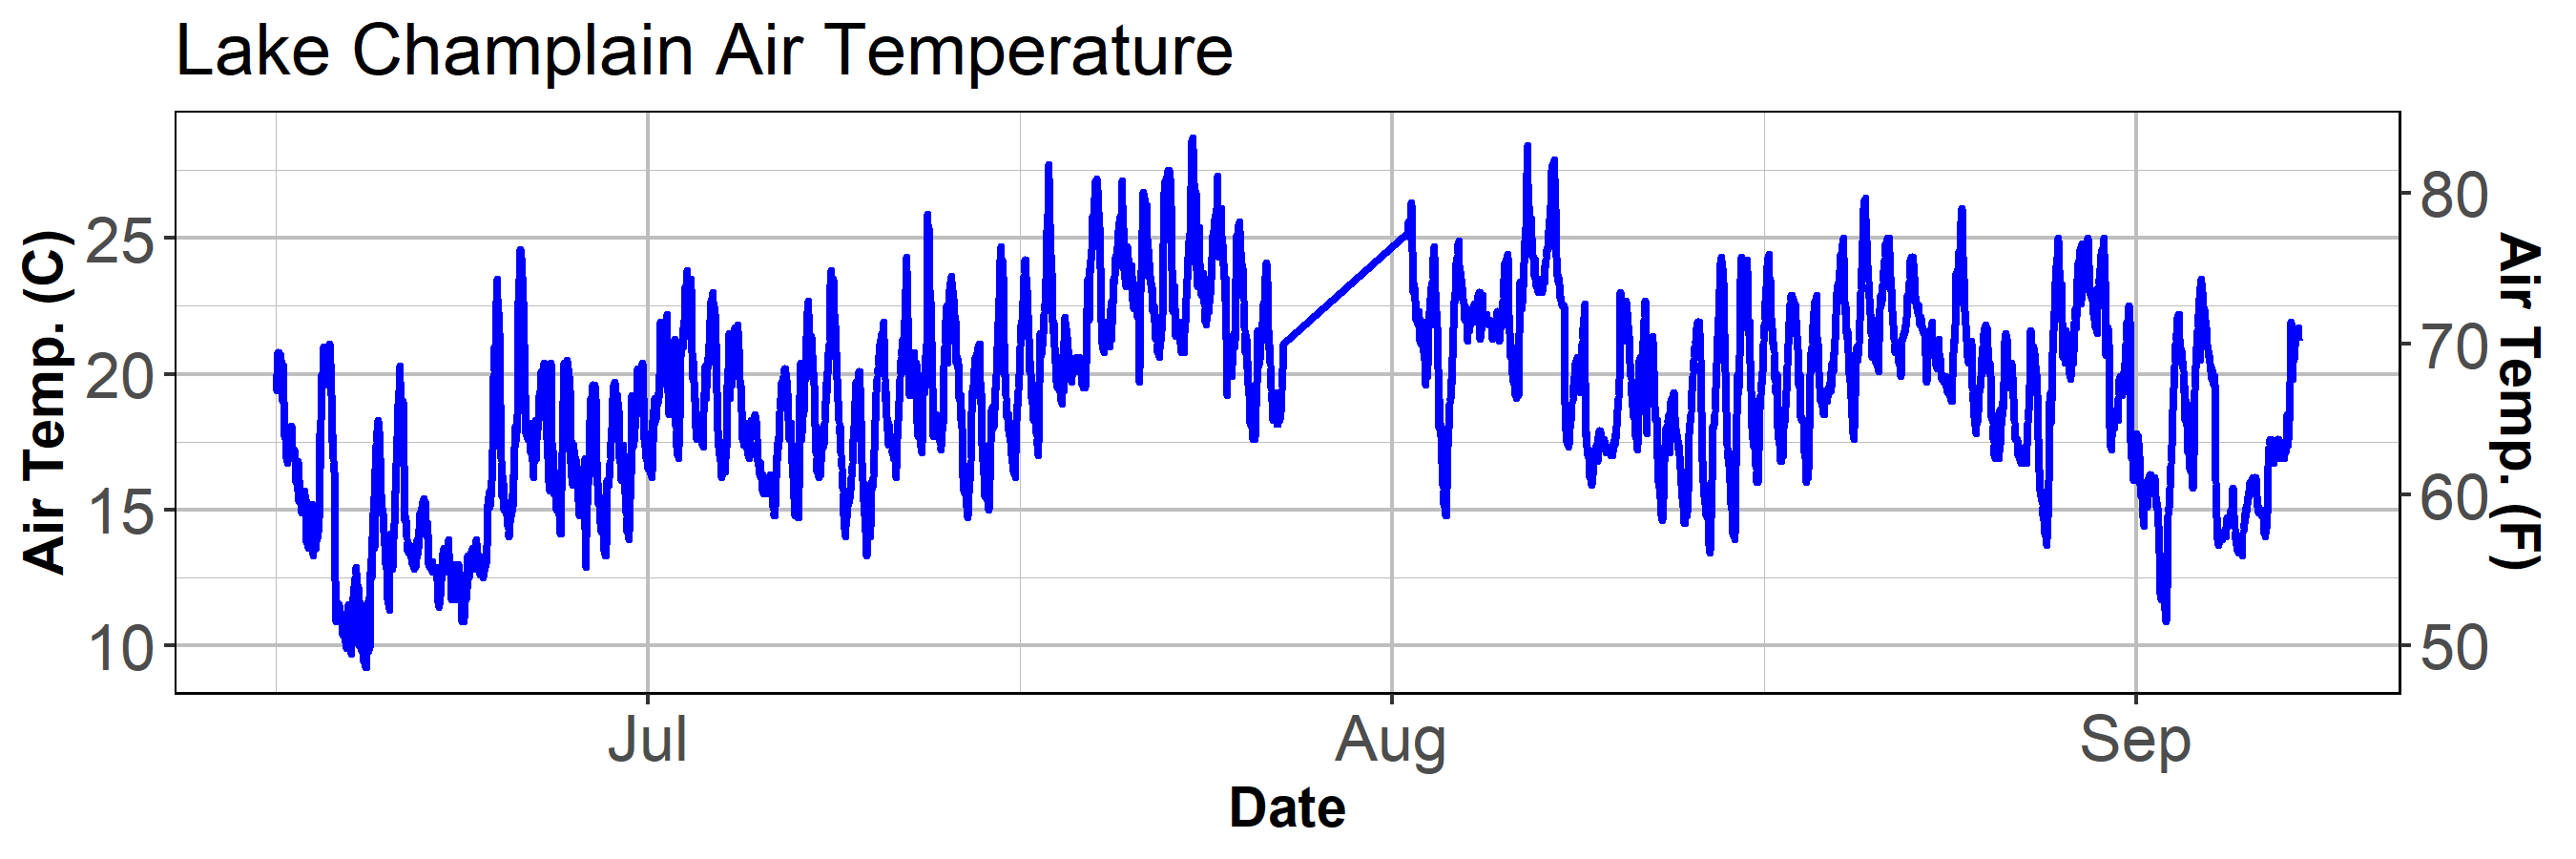 Lake Champlain Air Temperature
Air Temp. (C)
25
20
15
10
80
70
60
50
Air Temp. (F)
Jul
Aug
Sep
Date